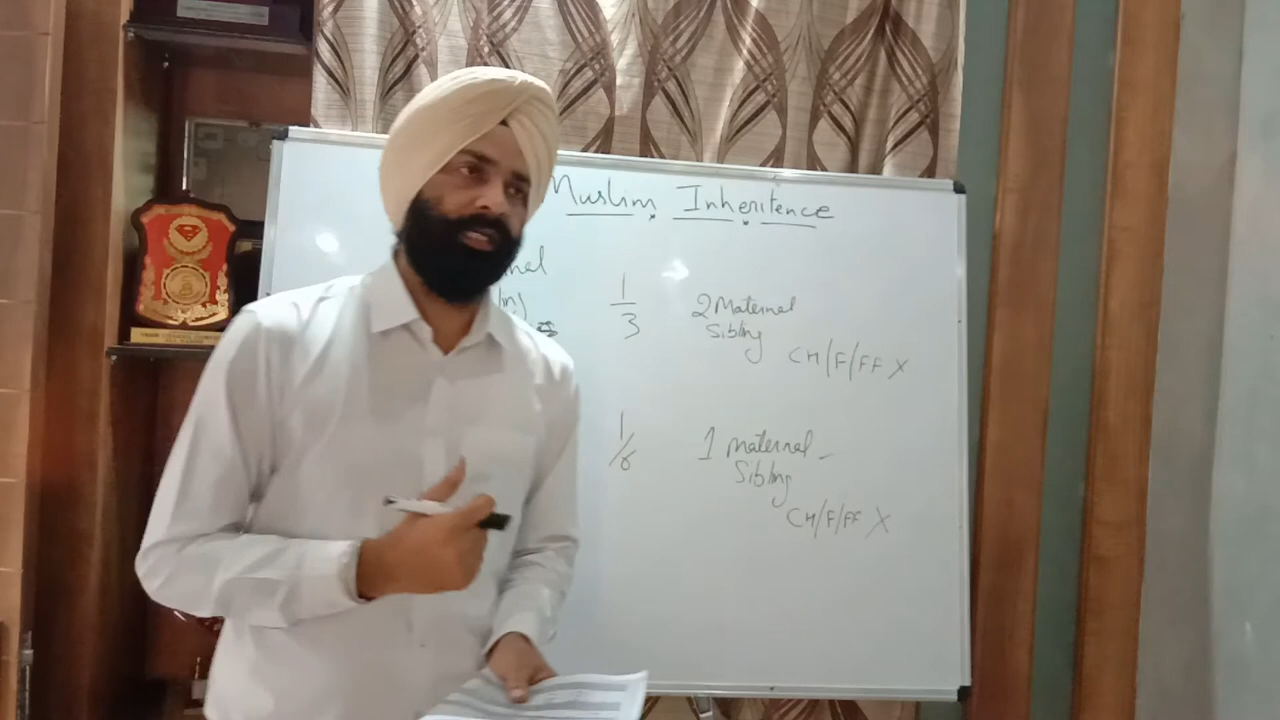 Muslim Inheritence
1
3
2 Maternal
Sibling
CH/F/FF X
1/6
1 maternal -
Sibling
CH/F/FF X